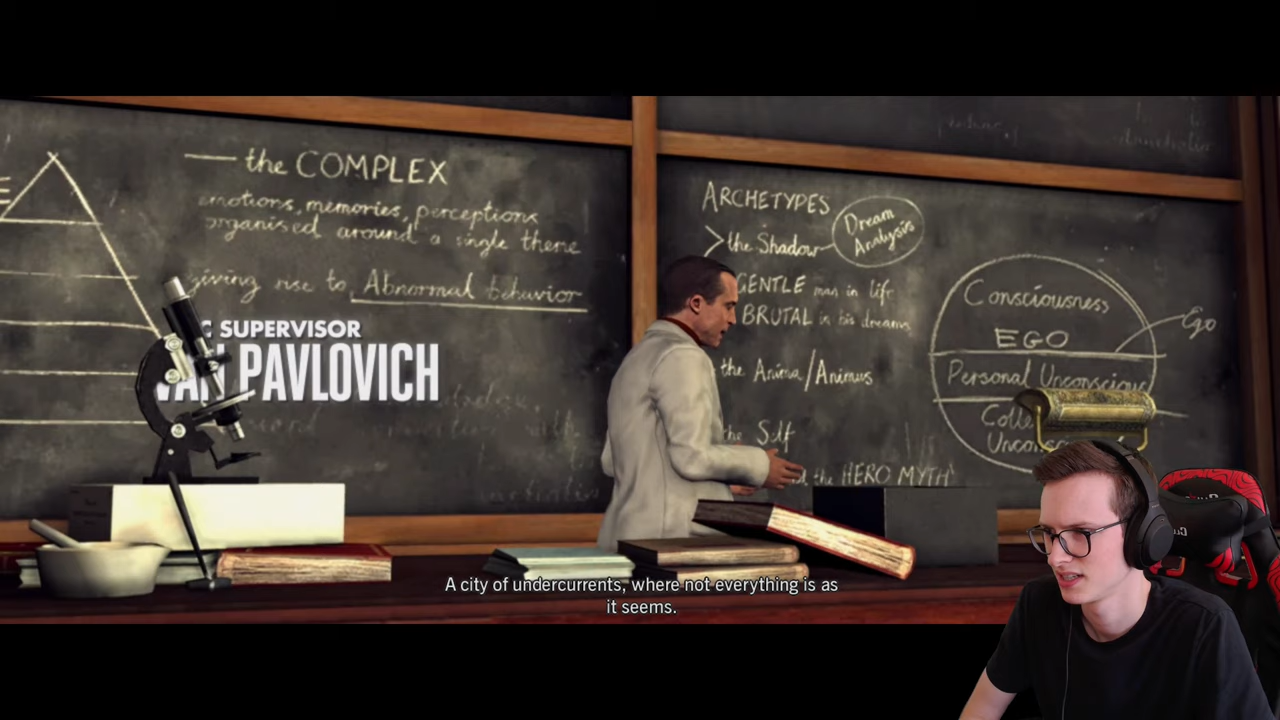 the COMPLEX
emotions, memories, perceptions
organised around a single theme
giving rise to Abnormal behavior
SUPERVISOR
PAVLOVICH
ARCHETYPES
the Shadow
Dream
Analysis
GENTLE man in life
BRUTAL in his dreams
the Anima/Animus
the Self
the HERO MYTH
Consciousness
EGO
Ego
Personal Unconscious
A city of undercurrents, where not everything is as
it seems.